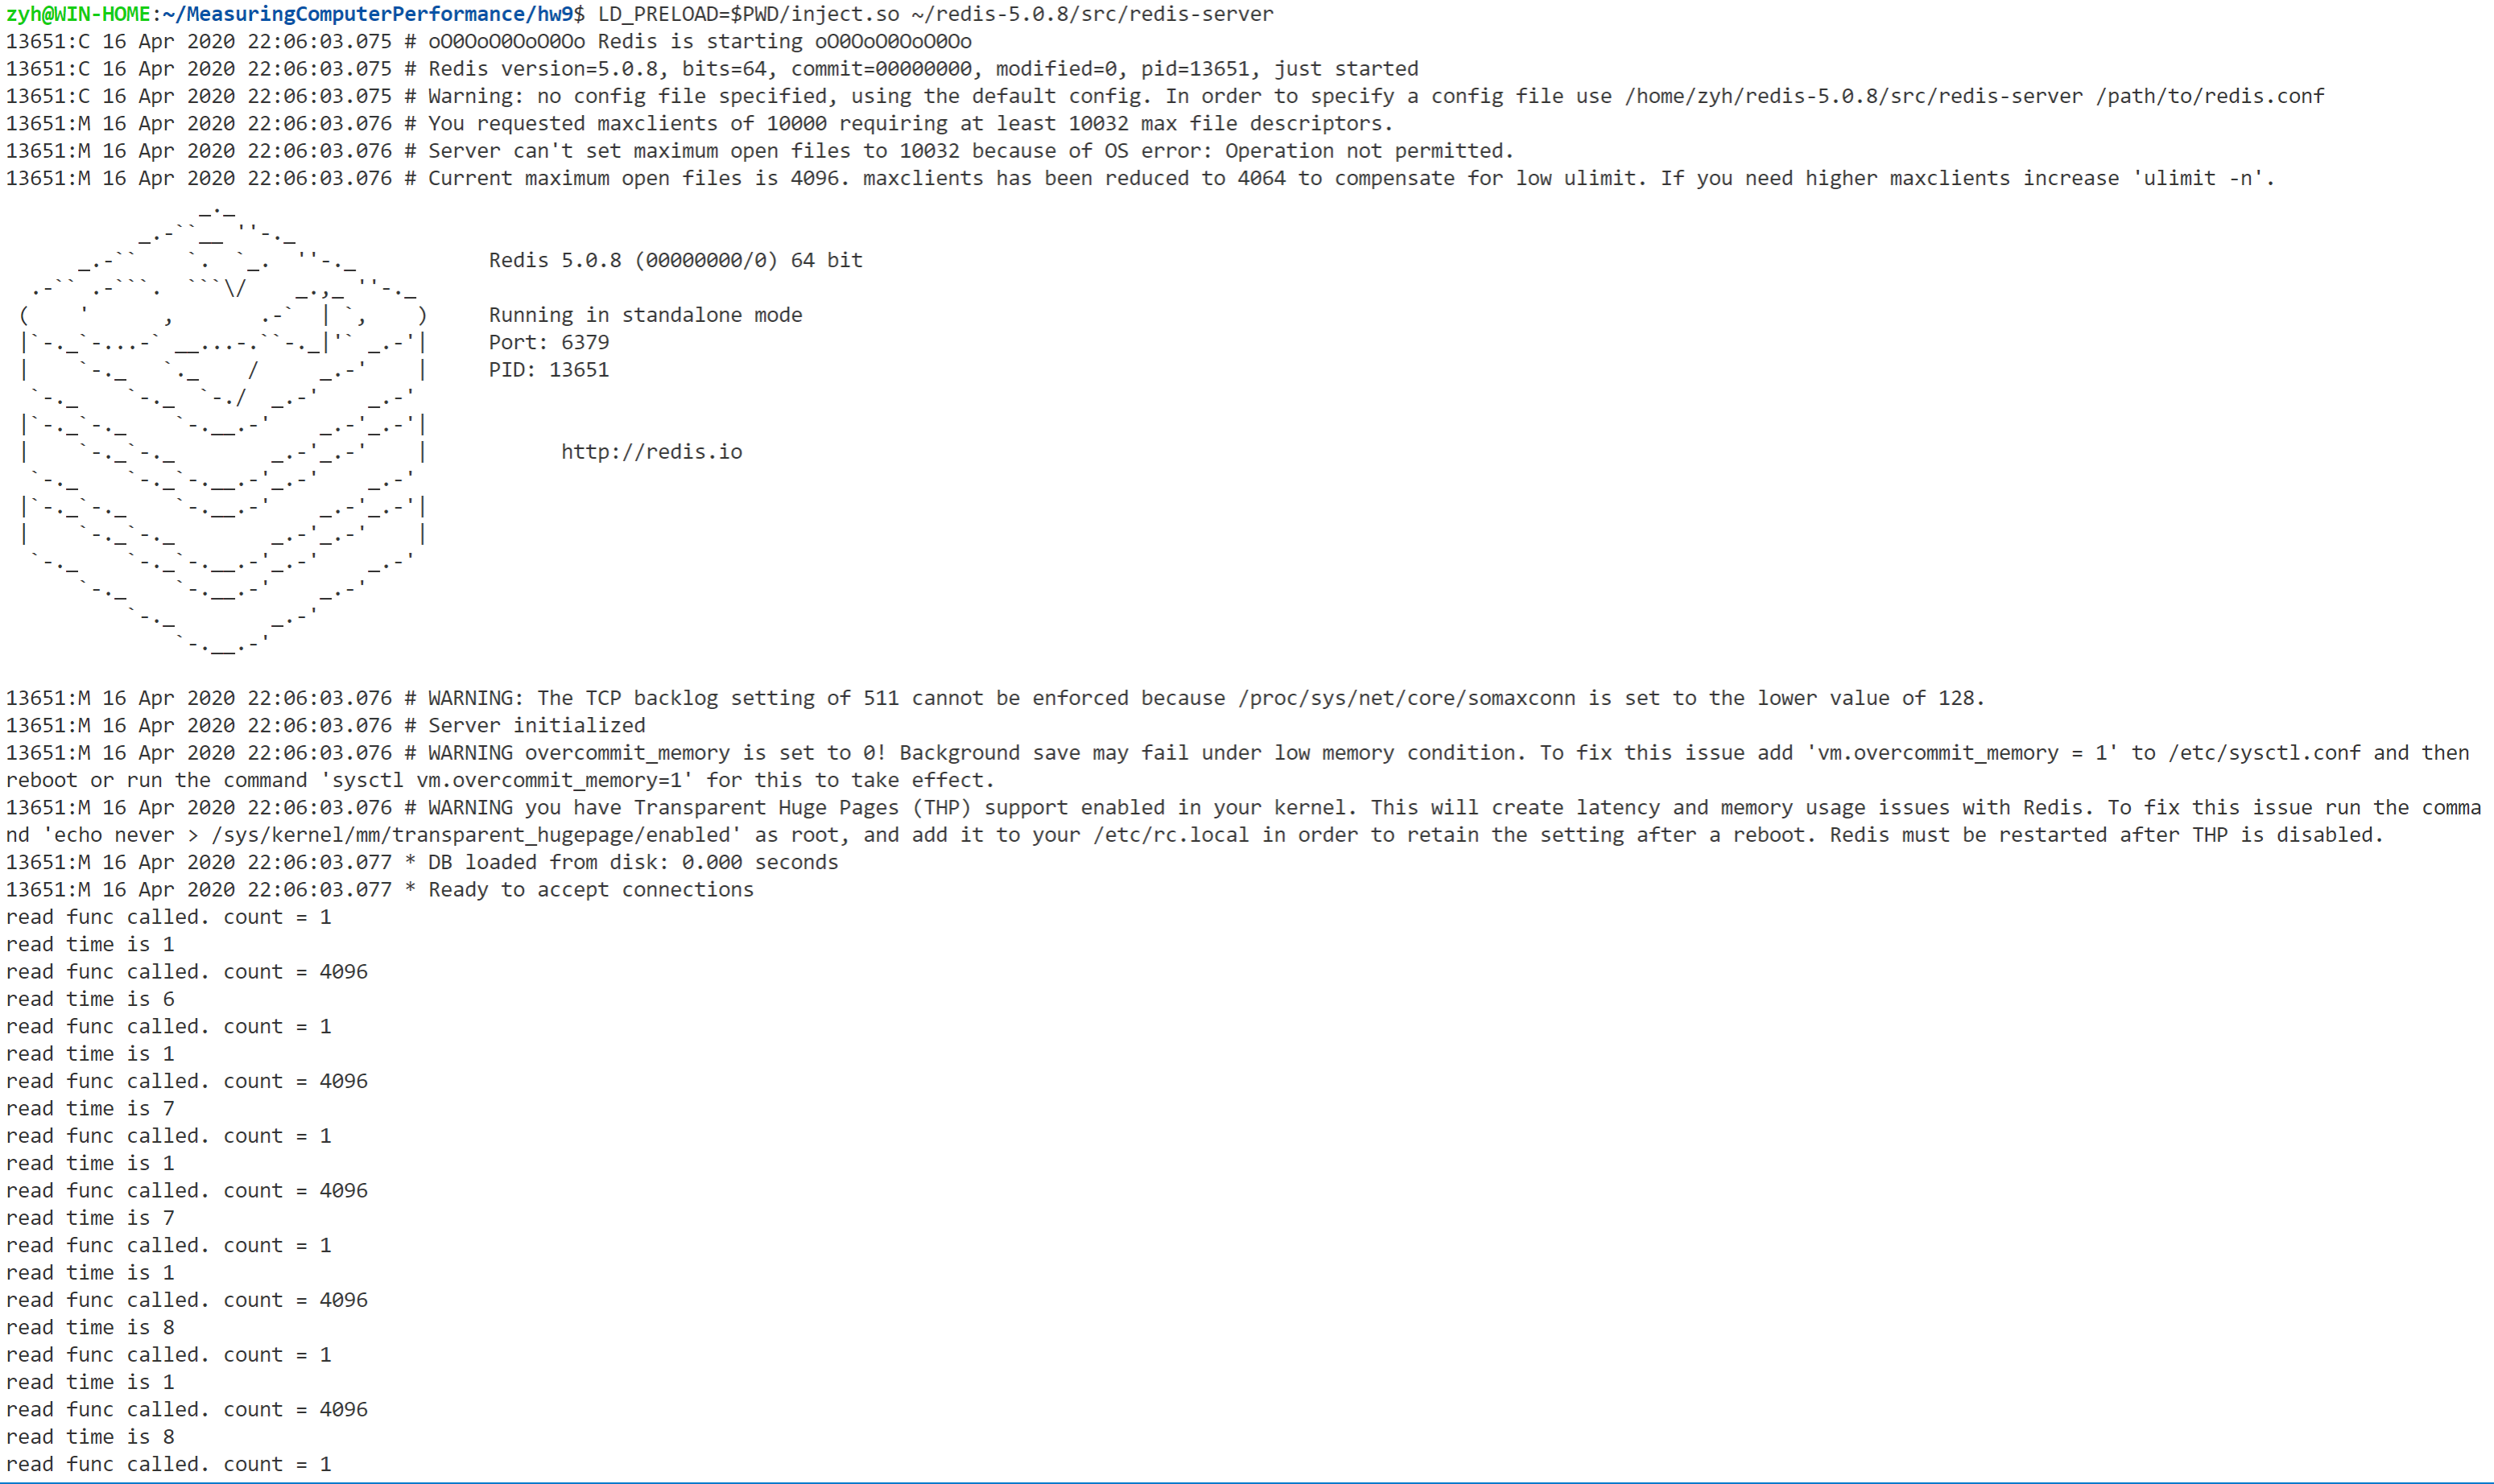 zyh@WIN-HOME:~/MeasuringComputerPerformance/hw9$ LD_PRELOAD=$PWD/inject.so ~/redis-5.0.8/src/redis-server
13651:C 16 Apr 2020 22:06:03.075 # oO0OoO0OoO0Oo Redis is starting oO0OoO0OoO0Oo
13651:C 16 Apr 2020 22:06:03.075 # Redis version=5.0.8, bits=64, commit=00000000, modified=0, pid=13651, just started
13651:C 16 Apr 2020 22:06:03.075 # Warning: no config file specified, using the default config. In order to specify a config file use /home/zyh/redis-5.0.8/src/redis-server /path/to/redis.conf
13651:M 16 Apr 2020 22:06:03.076 # You requested maxclients of 10000 requiring at least 10032 max file descriptors.
13651:M 16 Apr 2020 22:06:03.076 # Server can't set maximum open files to 10032 because of OS error: Operation not permitted.
13651:M 16 Apr 2020 22:06:03.076 # Current maximum open files is 4096. maxclients has been reduced to 4064 to compensate for low ulimit. If you need higher maxclients increase 'ulimit -n'.
Redis 5.0.8 (00000000/0) 64 bit
Running in standalone mode
Port: 6379
PID: 13651
http://redis.io
13651:M 16 Apr 2020 22:06:03.076 # WARNING: The TCP backlog setting of 511 cannot be enforced because /proc/sys/net/core/somaxconn is set to the lower value of 128.
13651:M 16 Apr 2020 22:06:03.076 # Server initialized
13651:M 16 Apr 2020 22:06:03.076 # WARNING overcommit_memory is set to 0! Background save may fail under low memory condition. To fix this issue add 'vm.overcommit_memory = 1' to /etc/sysctl.conf and then
reboot or run the command 'sysctl vm.overcommit_memory=1' for this to take effect.
13651:M 16 Apr 2020 22:06:03.076 # WARNING you have Transparent Huge Pages (THP) support enabled in your kernel. This will create latency and memory usage issues with Redis. To fix this issue run the comma
nd 'echo never > /sys/kernel/mm/transparent_hugepage/enabled' as root, and add it to your /etc/rc.local in order to retain the setting after a reboot. Redis must be restarted after THP is disabled.
13651:M 16 Apr 2020 22:06:03.077 * DB loaded from disk: 0.000 seconds
13651:M 16 Apr 2020 22:06:03.077 * Ready to accept connections
read func called. count = 1
read time is 1
read func called. count = 4096
read time is 6
read func called. count = 1
read time is 1
read func called. count = 4096
read time is 7
read func called. count = 1
read time is 1
read func called. count = 4096
read time is 7
read func called. count = 1
read time is 1
read func called. count = 4096
read time is 8
read func called. count = 1
read time is 1
read func called. count = 4096
read time is 8
read func called. count = 1